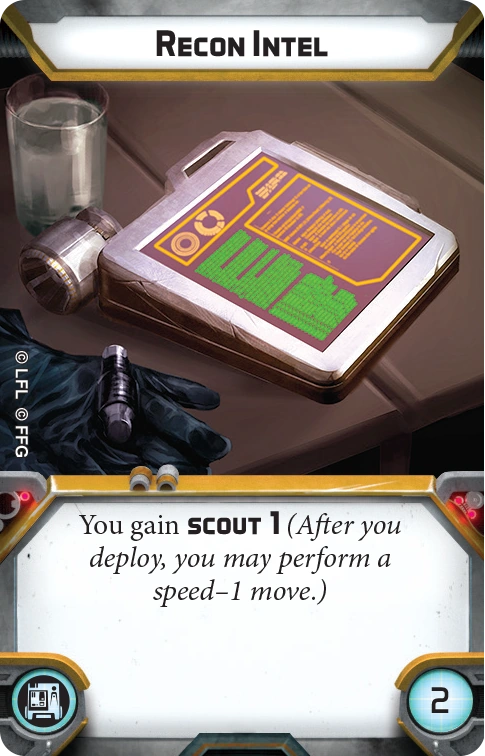 RECON INTEL
© LFL © FFG
You gain SCOUT 1 (After you
deploy, you may perform a
speed–1 move.)
2